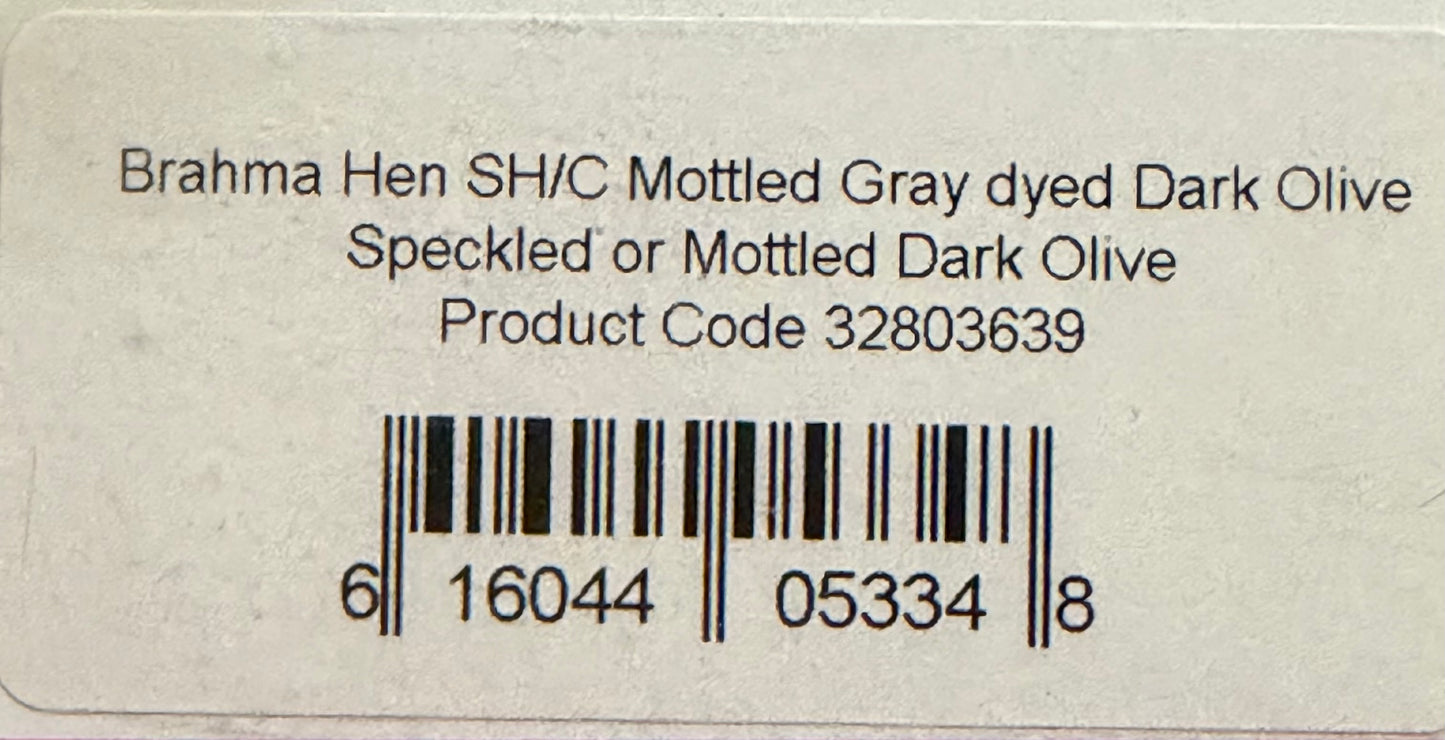 Brahma Hen SH/C Mottled Gray dyed Dark Olive
Speckled or Mottled Dark Olive
Product Code 32803639
6 16044 05334 8